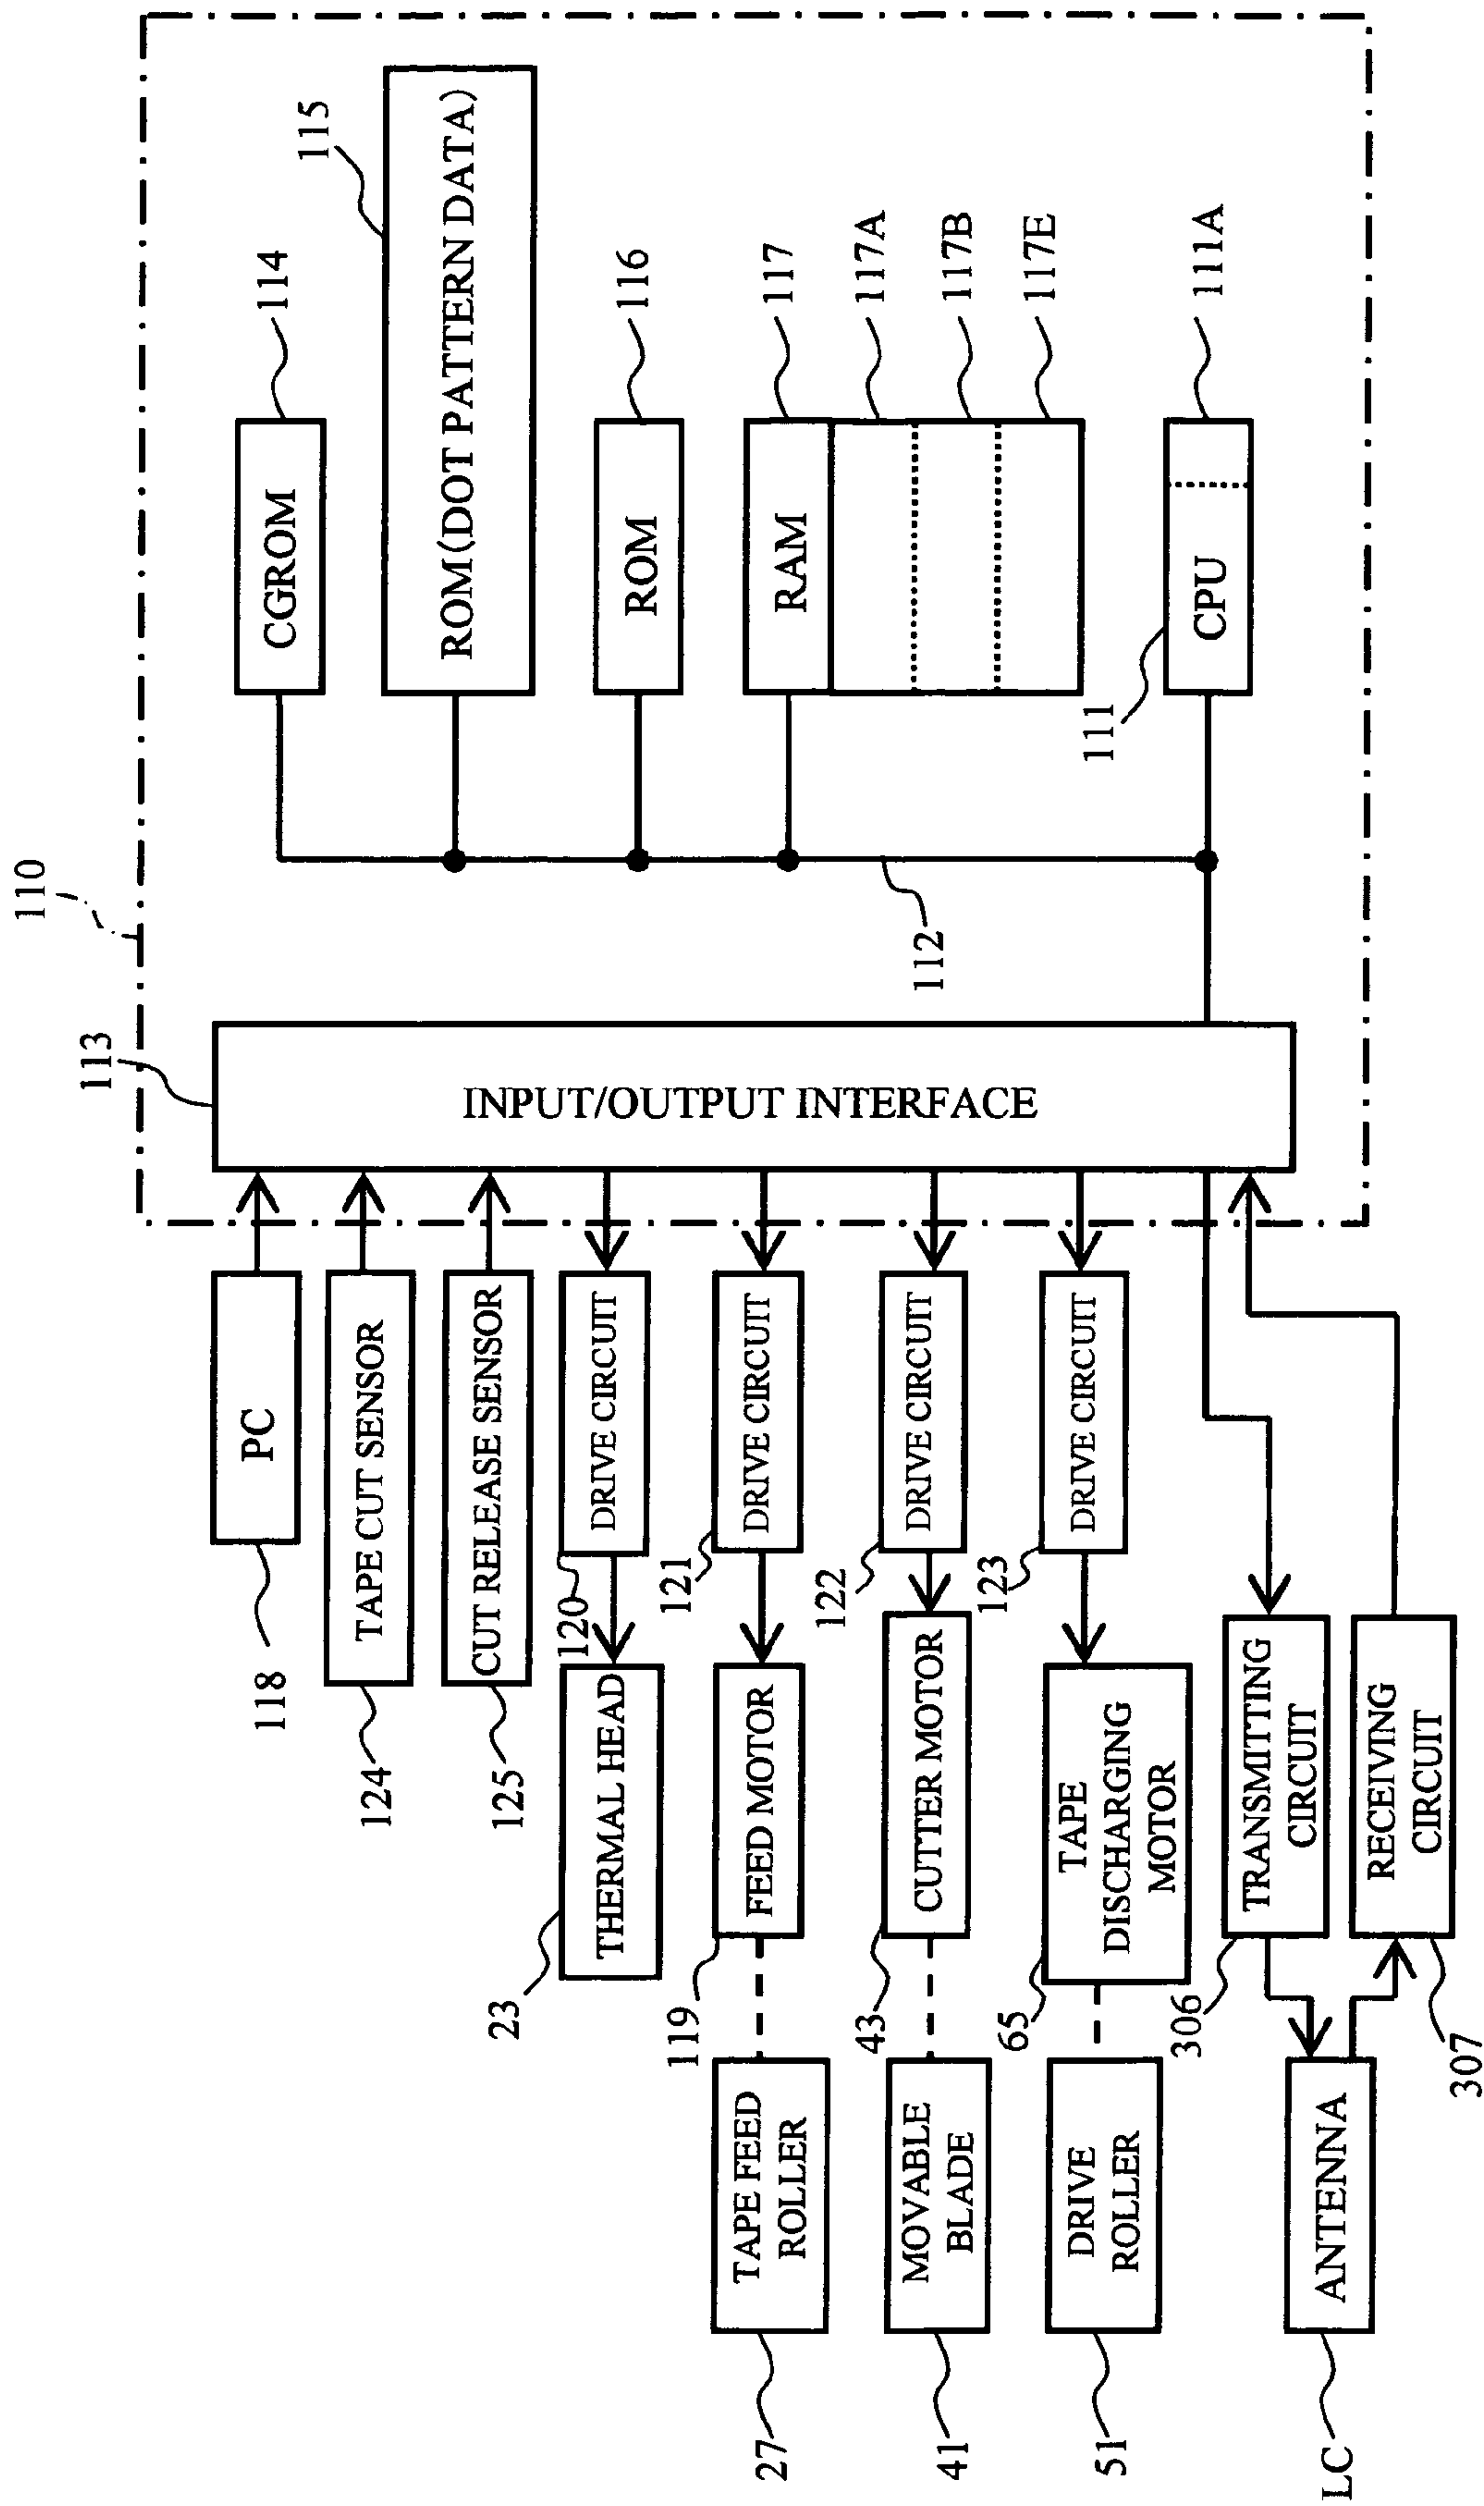 110
113
115
114
CGROM
ROM(DOT PATTERN DATA)
116
ROM
117
RAM
117A
117B
117E
111A
111
CPU
112
INPUT/OUTPUT INTERFACE
PC
118
TAPE CUT SENSOR
124
CUT RELEASE SENSOR
125
DRIVE CIRCUIT
120
THERMAL HEAD
23
DRIVE CIRCUIT
121
FEED MOTOR
119
TAPE FEED
ROLLER
27
DRIVE CIRCUIT
122
CUTTER MOTOR
43
MOVABLE
BLADE
41
DRIVE CIRCUIT
123
TAPE
DISCHARGING
MOTOR
65
DRIVE
ROLLER
51
TRANSMITTING
CIRCUIT
306
RECEIVING
CIRCUIT
307
ANTENNA
LC